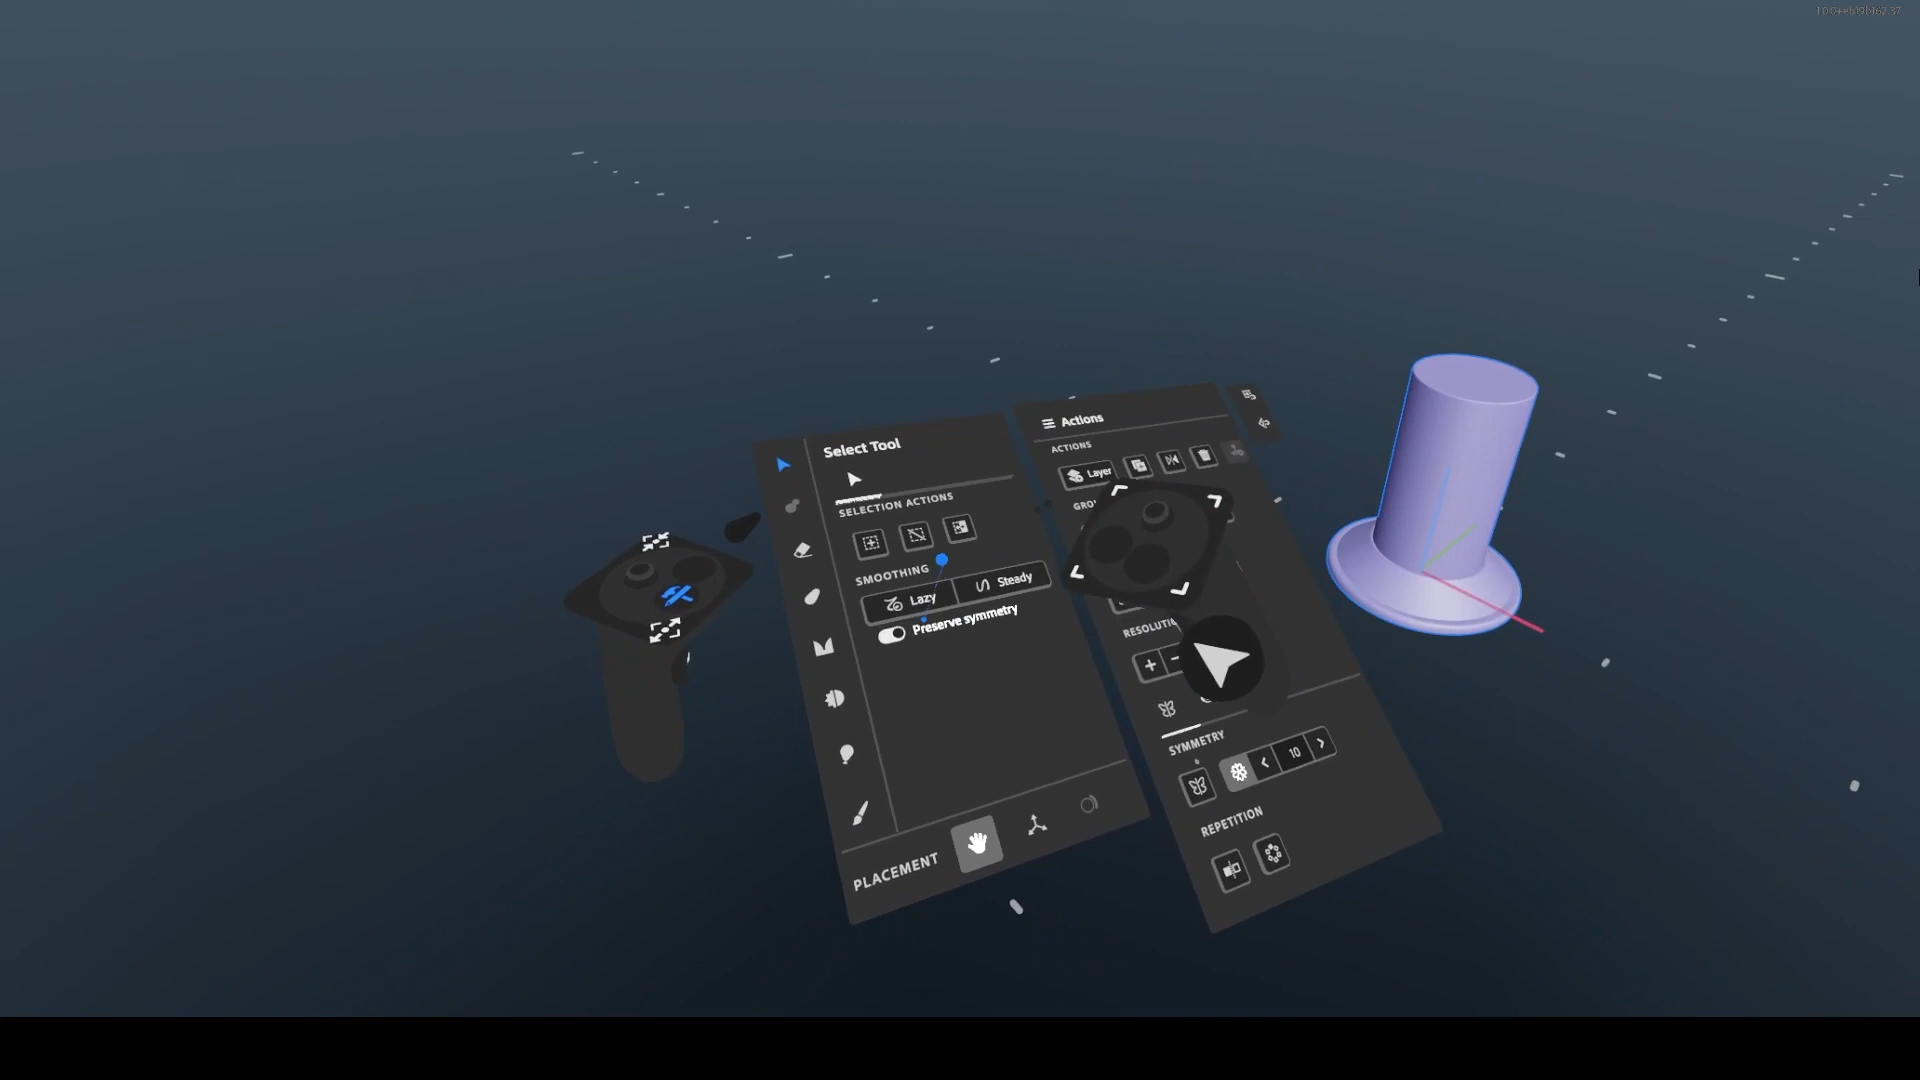 Select Tool
SELECTION ACTIONS
SMOOTHING
Lazy
Steady
Preserve symmetry
PLACEMENT
Actions
ACTIONS
Layer
SYMMETRY
10
REPETITION